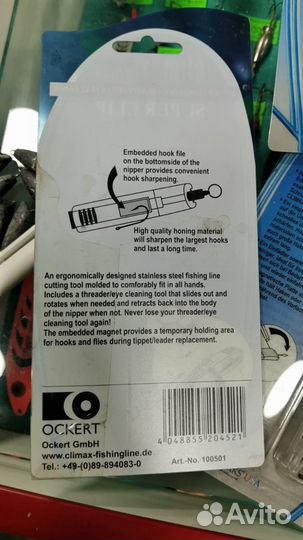 Embedded hook file
on the bottomside of the
nipper provides convenient
hook sharpening.
High quality honing material
will sharpen the largest hooks
and last a long time.
An ergonomically designed stainless steel fishing line
cutting tool molded to comforably fit in all hands.
Includes a threader/eye cleaning tool that slides out and
rotates when needed and retracts back into the body
of the nipper when not. Never lose your threader/eye
cleaning tool again!
The embedded magnet provides a temporary holding area
for hooks and flies during tippet/leader replacement.
OCKERT
Ockert GmbH
www.climax-fishingline.de
Tel.: +49-(0)89-894083-0
4 048855 204521
Art.-No. 100501
USA
Avito